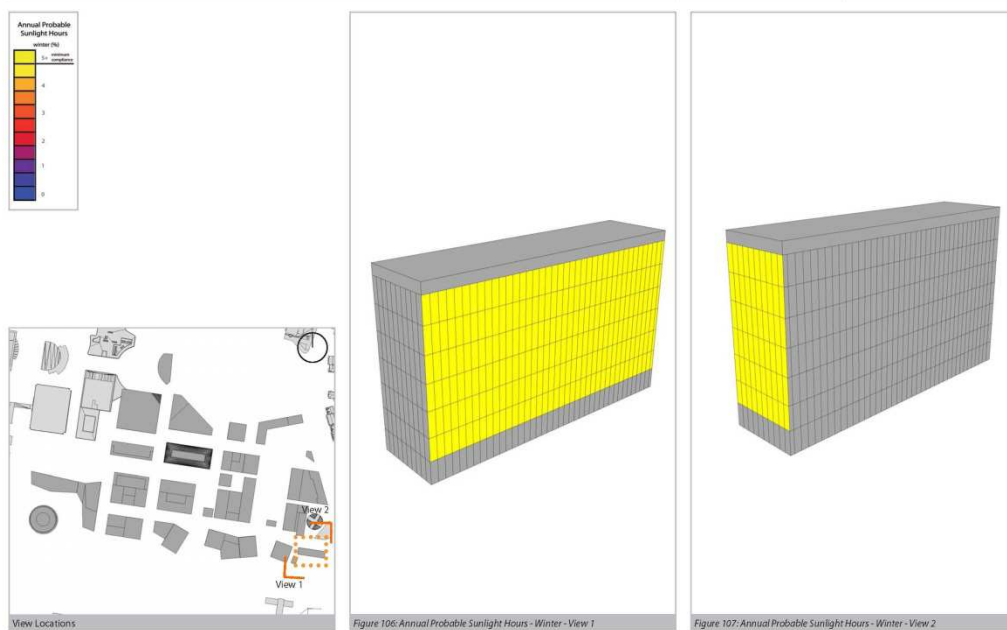 Annual Probable
Sunlight Hours
winter (%)
5+ minimum
compliance
4
3
2
1
0
View 2
View 1
View Locations
Figure 106: Annual Probable Sunlight Hours - Winter - View 1
Figure 107: Annual Probable Sunlight Hours - Winter - View 2